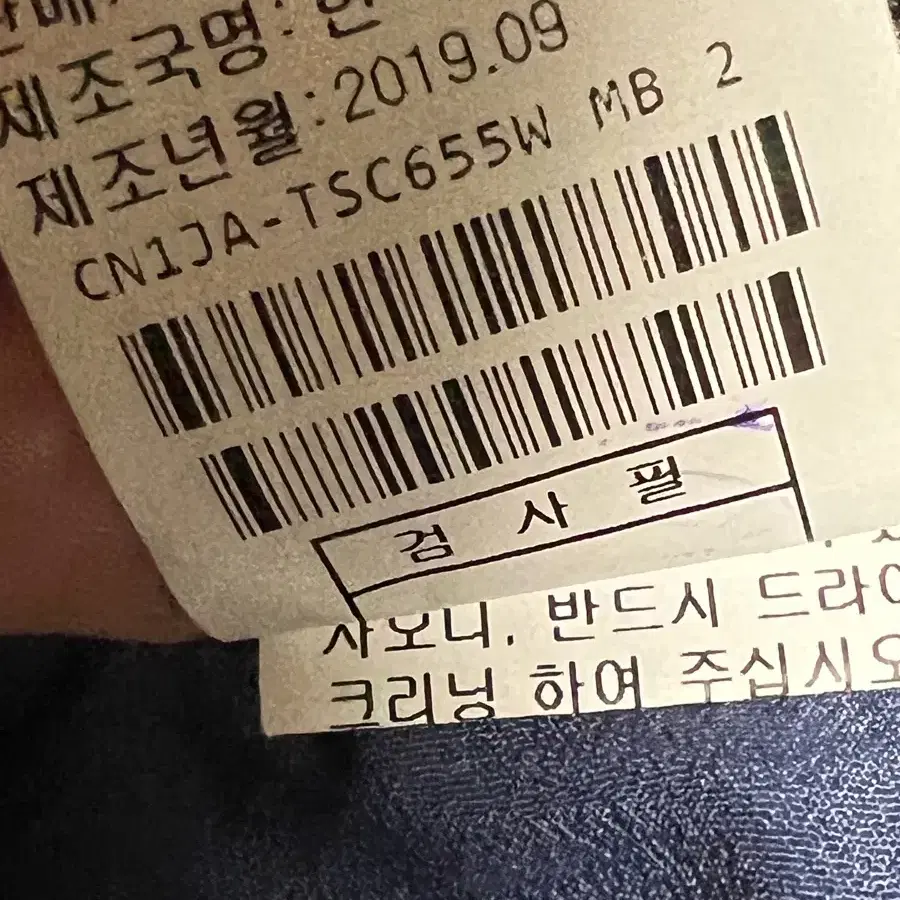 제조국명: 한
제조년월:2019.09
CN1JA-TSC655W MB 2
검사필
반드시 드라이
크리닝 하여 주십시오